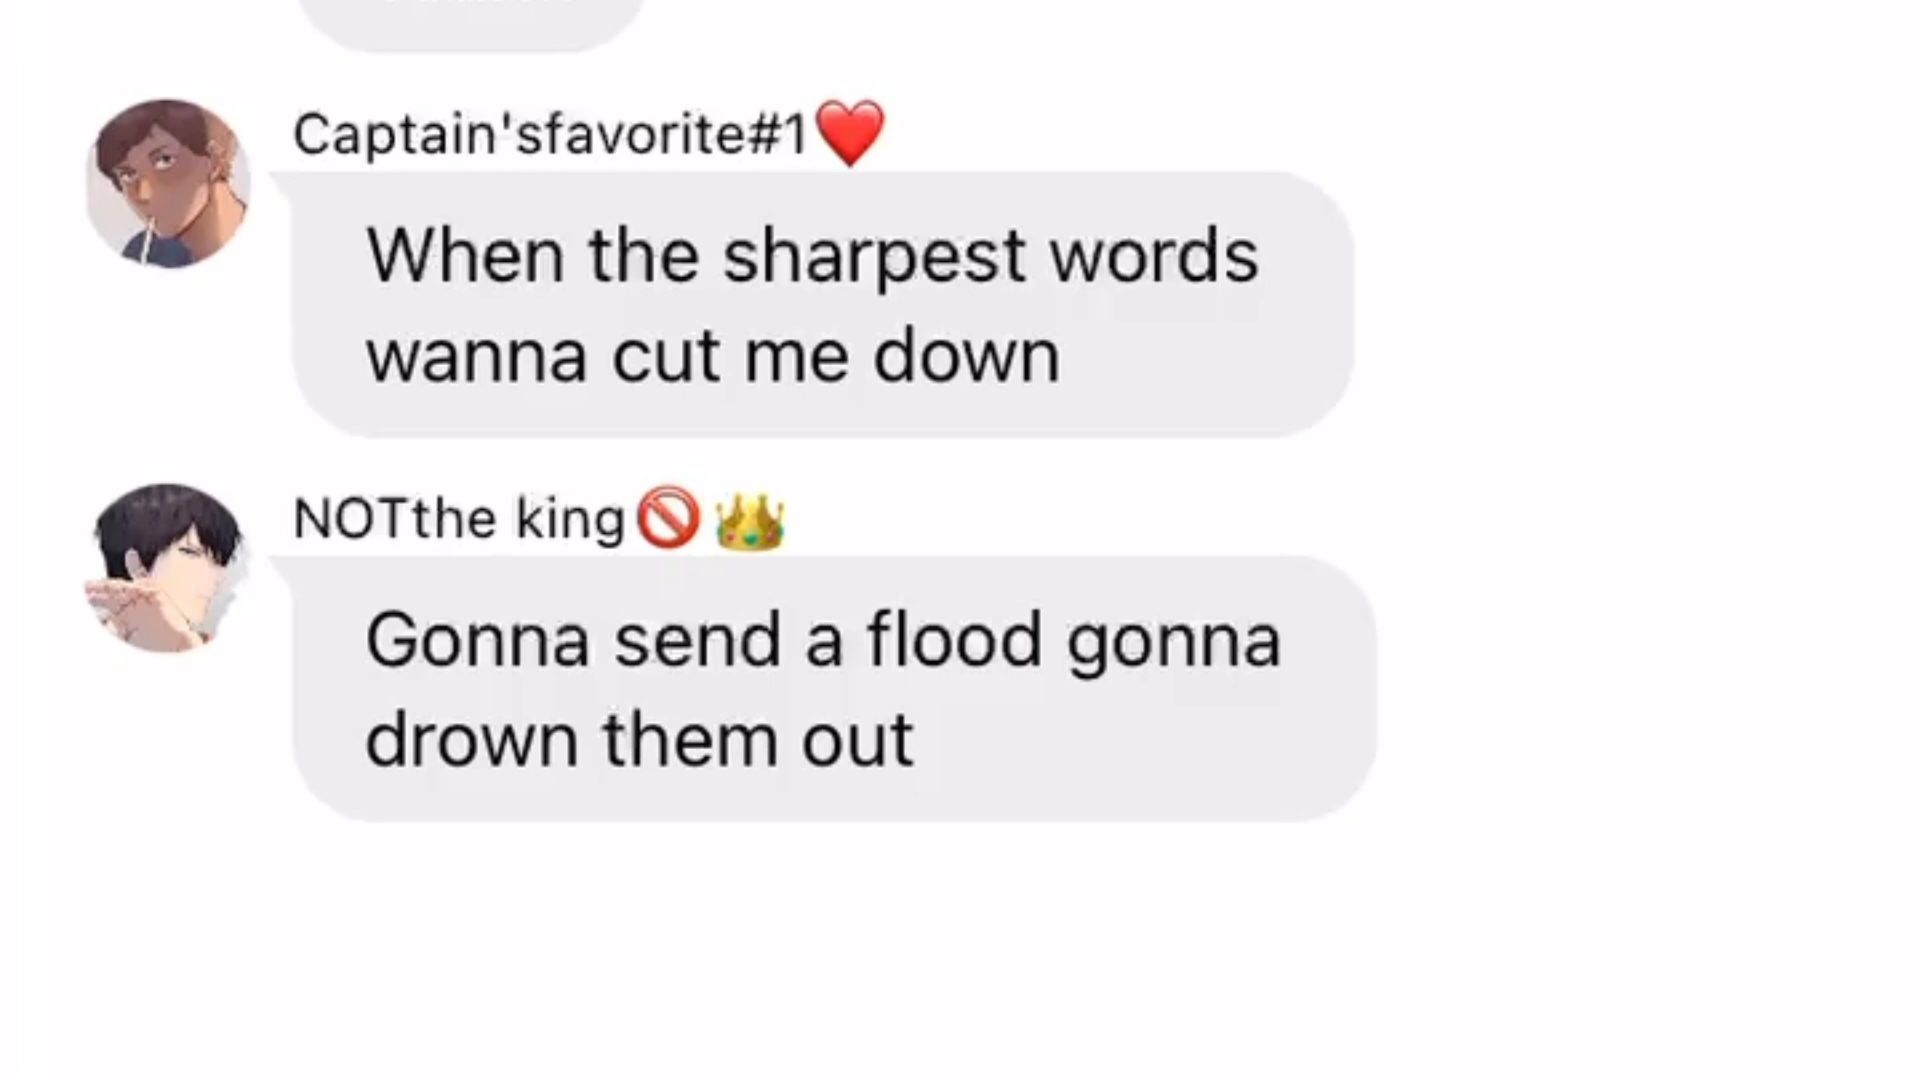 Captain'sfavorite#1❤️
When the sharpest words
wanna cut me down
NOTthe king🚫👑
Gonna send a flood gonna
drown them out